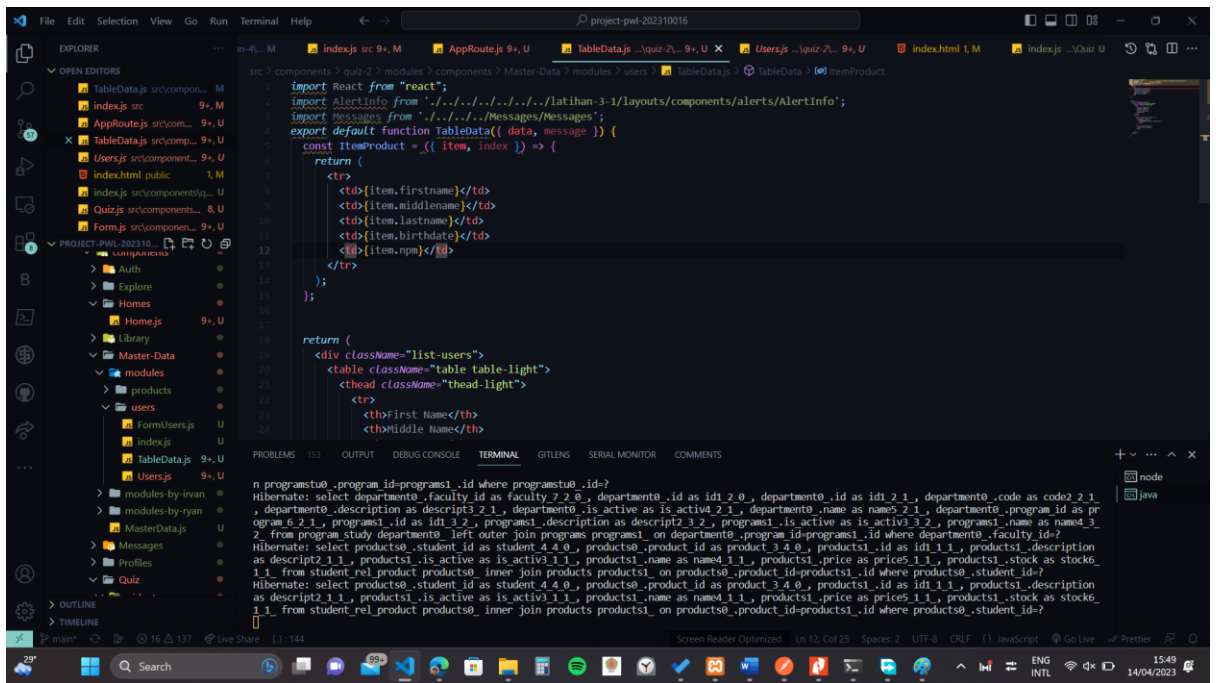 File Edit Selection View Go Run Terminal Help
project-pwl-202310016
EXPLORER
OPEN EDITORS
TableData.js src\compon... M
index.js src 9+, M
AppRoute.js src\com... 9+, U
TableData.js src\comp... 9+, U
Users.js src\component... 9+, U
index.html public 1, M
index.js src\components\q... U
Quiz.js src\components... 8, U
Form.js src\componen... 9+, U
PROJECT-PWL-202310...
components
Auth
Explore
Homes
Home.js 9+, U
Library
Master-Data
modules
products
users
FormUsers.js U
index.js U
TableData.js 9+, U
Users.js 9+, U
modules-by-irvan
modules-by-ryan
MasterData.js U
Messages
Profiles
Quiz
OUTLINE
TIMELINE
57
8
an-4\... M index.js src 9+, M AppRoute.js 9+, U TableData.js ...\quiz-2\... 9+, U Users.js ...\quiz-2\... 9+, U index.html 1, M index.js ...\Quiz U
src > components > quiz-2 > modules > components > Master-Data > modules > users > TableData.js > TableData > ItemProduct
1 import React from "react";
2 import AlertInfo from './../../../../../../latihan-3-1/layouts/components/alerts/AlertInfo';
3 import Messages from './../../../Messages/Messages';
4 export default function TableData({ data, message }) {
5 const ItemProduct = ({ item, index }) => {
6 return (
7 <tr>
8 <td>{item.firstname}</td>
9 <td>{item.middlename}</td>
10 <td>{item.lastname}</td>
11 <td>{item.birthdate}</td>
12 <td>{item.npm}</td>
13 </tr>
14 );
15 };
16
17
18 return (
19 <div className="list-users">
20 <table className="table table-light">
21 <thead className="thead-light">
22 <tr>
23 <th>First Name</th>
24 <th>Middle Name</th>
PROBLEMS 153 OUTPUT DEBUG CONSOLE TERMINAL GITLENS SERIAL MONITOR COMMENTS
n programstu0_.program_id=programs1_.id where programstu0_.id=?
Hibernate: select department0_.faculty_id as faculty_7_2_0_, department0_.id as id1_2_0_, department0_.id as id1_2_1_, department0_.code as code2_2_1_
, department0_.description as descript3_2_1_, department0_.is_active as is_activ4_2_1_, department0_.name as name5_2_1_, department0_.program_id as pr
ogram_6_2_1_, programs1_.id as id1_3_2_, programs1_.description as descript2_3_2_, programs1_.is_active as is_activ3_3_2_, programs1_.name as name4_3_
2_ from program_study department0_ left outer join programs programs1_ on department0_.program_id=programs1_.id where department0_.faculty_id=?
Hibernate: select products0_.student_id as student_4_4_0_, products0_.product_id as product_3_4_0_, products1_.id as id1_1_1_, products1_.description
as descript2_1_1_, products1_.is_active as is_activ3_1_1_, products1_.name as name4_1_1_, products1_.price as price5_1_1_, products1_.stock as stock6_
1_1_ from student_rel_product products0_ inner join products products1_ on products0_.product_id=products1_.id where products0_.student_id=?
Hibernate: select products0_.student_id as student_4_4_0_, products0_.product_id as product_3_4_0_, products1_.id as id1_1_1_, products1_.description
as descript2_1_1_, products1_.is_active as is_activ3_1_1_, products1_.name as name4_1_1_, products1_.price as price5_1_1_, products1_.stock as stock6_
1_1_ from student_rel_product products0_ inner join products products1_ on products0_.product_id=products1_.id where products0_.student_id=?
node
java
main* 16 137 Live Share [.]: 144 Screen Reader Optimized Ln 12, Col 25 Spaces: 2 UTF-8 CRLF {} JavaScript Go Live Prettier
29° Search 99+ ENG INTL 15:49 14/04/2023